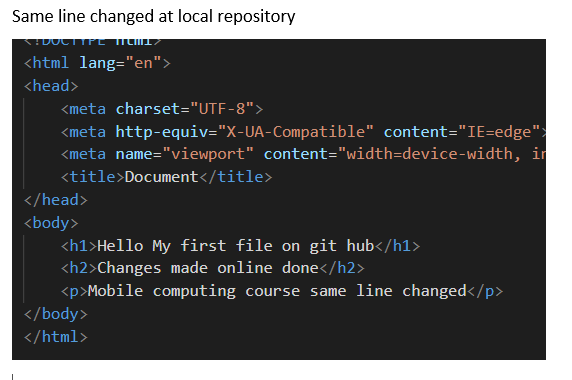 Same line changed at local repository
<!DOCTYPE html>
<html lang="en">
<head>
<meta charset="UTF-8">
<meta http-equiv="X-UA-Compatible" content="IE=edge">
<meta name="viewport" content="width=device-width, in
<title>Document</title>
</head>
<body>
<h1>Hello My first file on git hub</h1>
<h2>Changes made online done</h2>
<p>Mobile computing course same line changed</p>
</body>
</html>